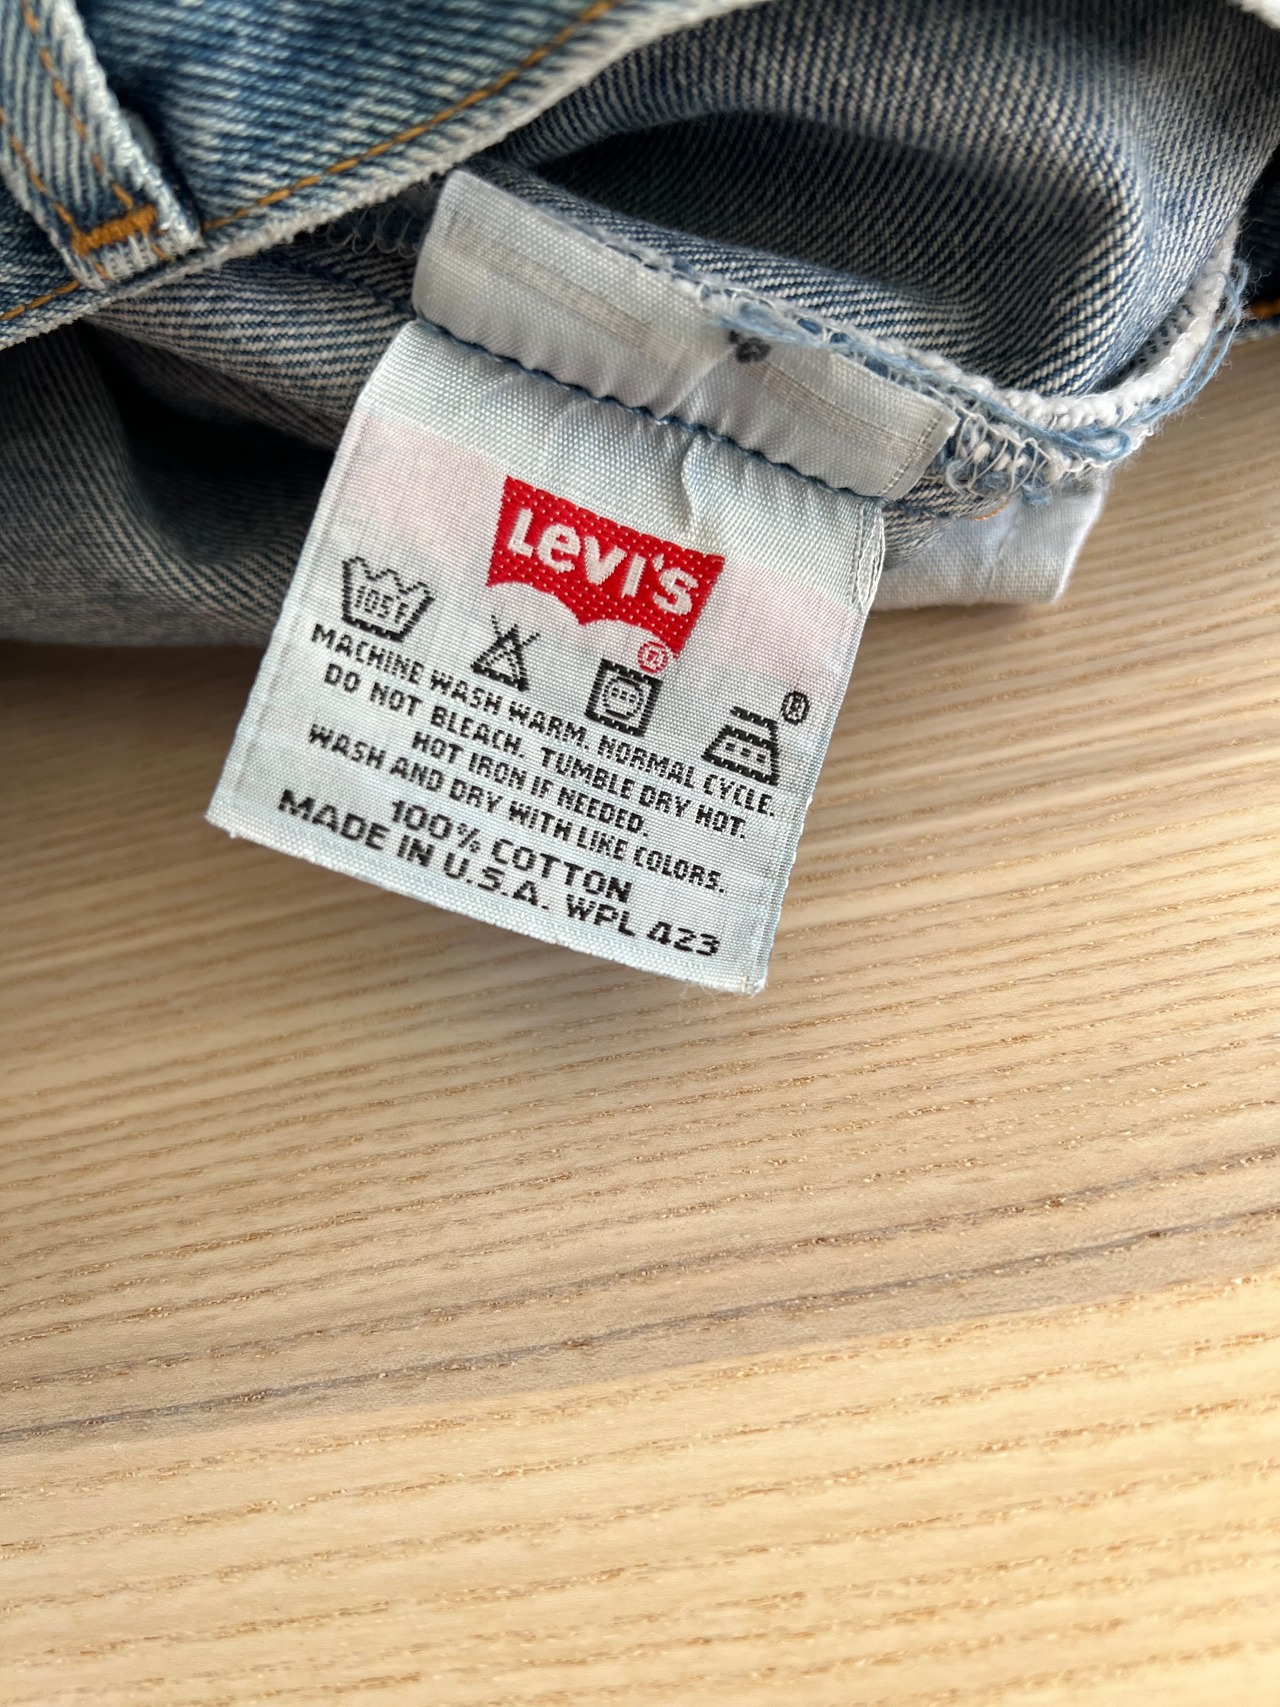 Levi's
®
105F
®
MACHINE WASH WARM. NORMAL CYCLE.
DO NOT BLEACH. TUMBLE DRY HOT.
HOT IRON IF NEEDED.
WASH AND DRY WITH LIKE COLORS.
100% COTTON
MADE IN U.S.A. WPL 423